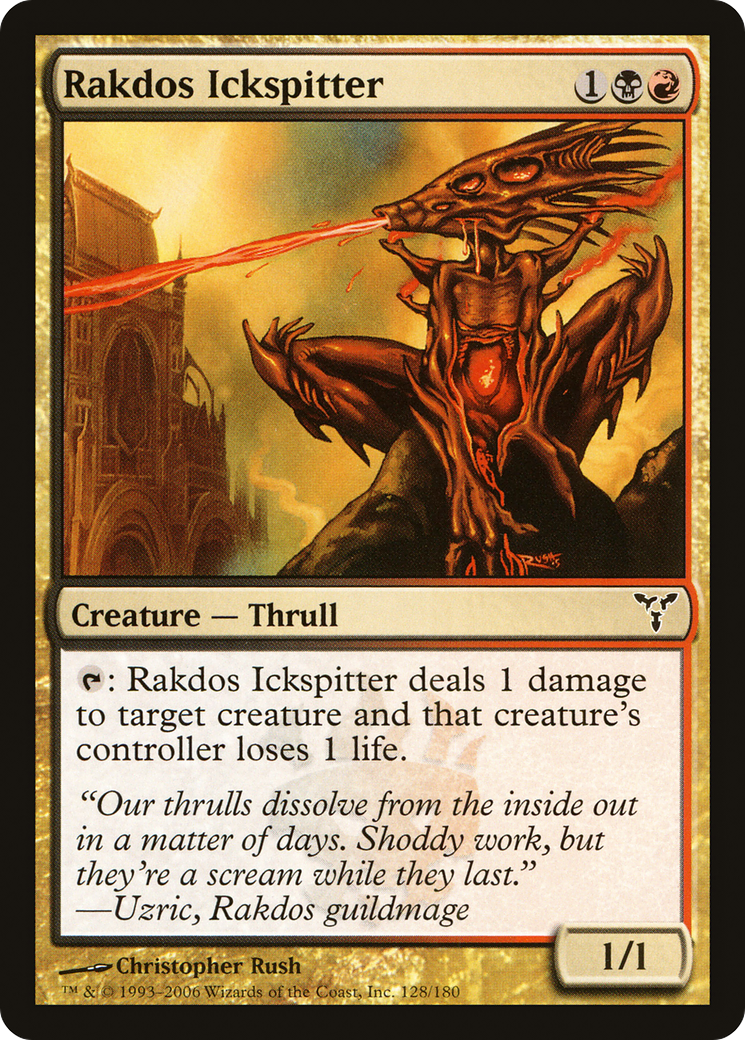 Rakdos Ickspitter
1
Creature — Thrull
: Rakdos Ickspitter deals 1 damage
to target creature and that creature's
controller loses 1 life.
“Our thrulls dissolve from the inside out
in a matter of days. Shoddy work, but
they're a scream while they last.”
—Uzric, Rakdos guildmage
1/1
Christopher Rush
™ & © 1993–2006 Wizards of the Coast, Inc. 128/180
RUSH